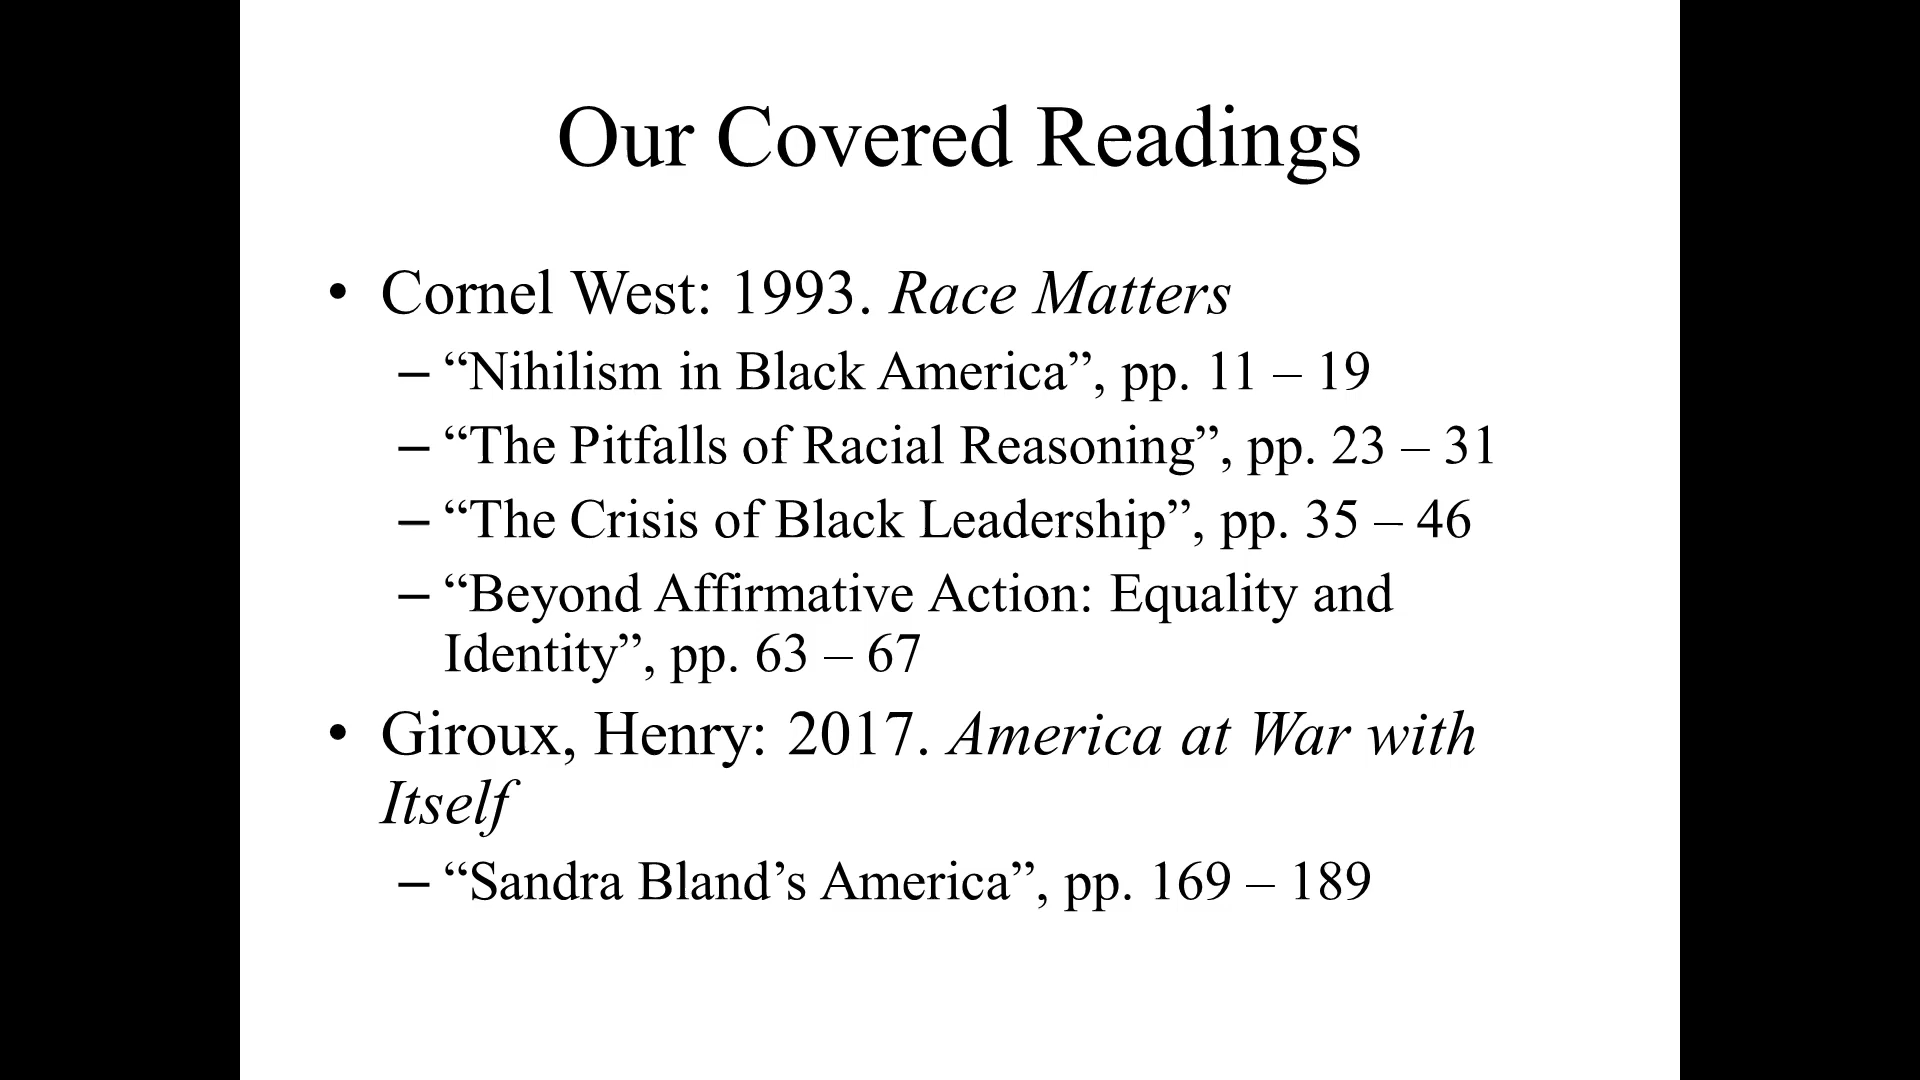 Our Covered Readings
• Cornel West: 1993. Race Matters
– “Nihilism in Black America”, pp. 11 – 19
– “The Pitfalls of Racial Reasoning”, pp. 23 – 31
– “The Crisis of Black Leadership”, pp. 35 – 46
– “Beyond Affirmative Action: Equality and
Identity”, pp. 63 – 67
• Giroux, Henry: 2017. America at War with
Itself
– “Sandra Bland’s America”, pp. 169 – 189